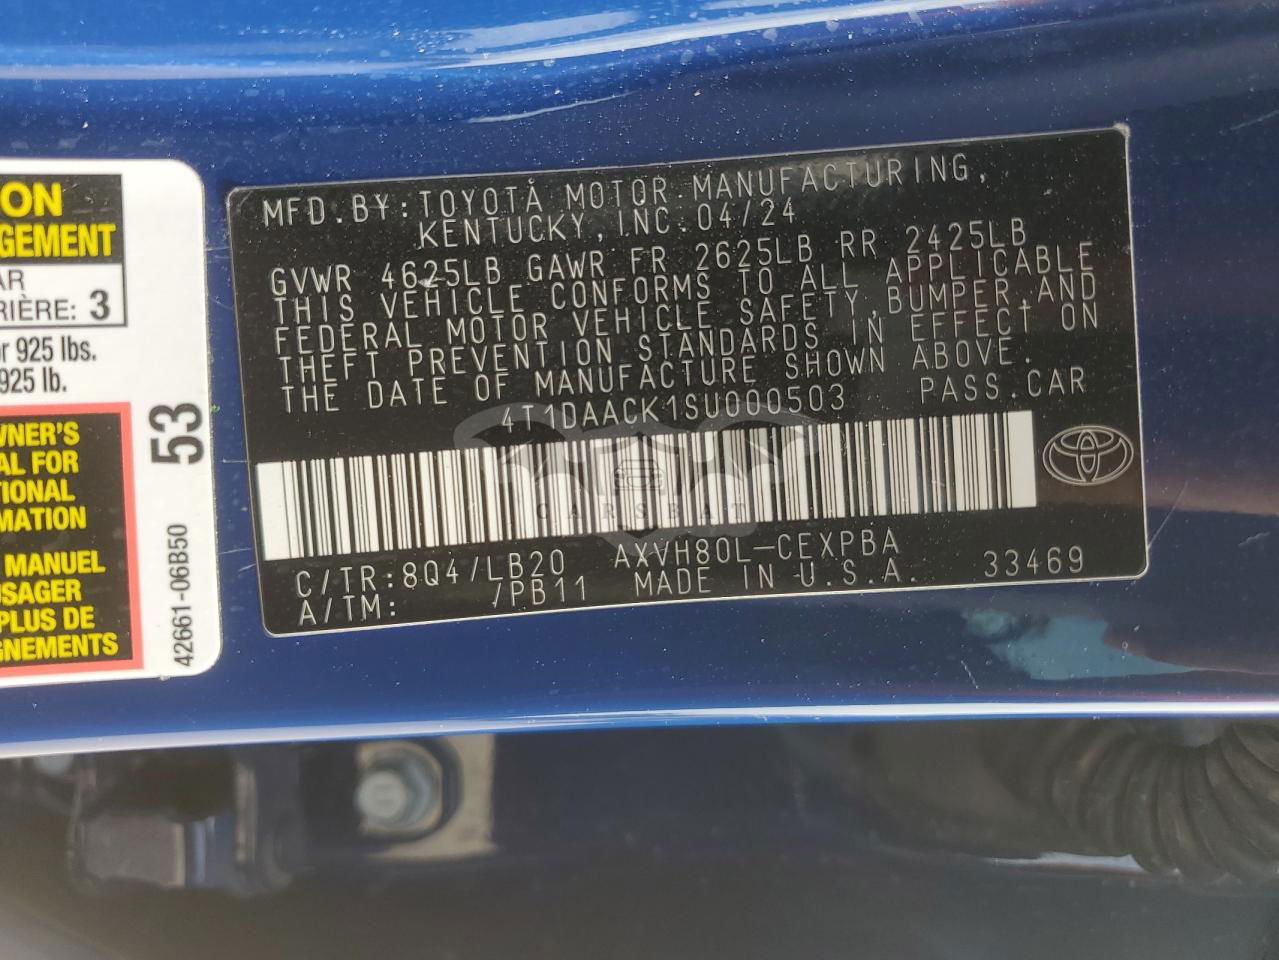 ON
GEMENT
AR
RIÈRE: 3
r 925 lbs.
925 lb.
WNER'S
AL FOR
TIONAL
RMATION
MANUEL
SAGER
PLUS DE
GNEMENTS
53
42661-06B50
MFD.BY:TOYOTA MOTOR MANUFACTURING,
KENTUCKY,INC.04/24
GVWR 4625LB GAWR FR 2625LB RR 2425LB
THIS VEHICLE CONFORMS TO ALL APPLICABLE
FEDERAL MOTOR VEHICLE SAFETY,BUMPER,AND
THEFT PREVENTION STANDARDS IN EFFECT ON
THE DATE OF MANUFACTURE SHOWN ABOVE.
4T1DAACK1SU000503 PASS.CAR
CARSBAT
C/TR:8Q4/LB20 AXVH80L-CEXPBA
A/TM: /PB11 MADE IN U.S.A. 33469